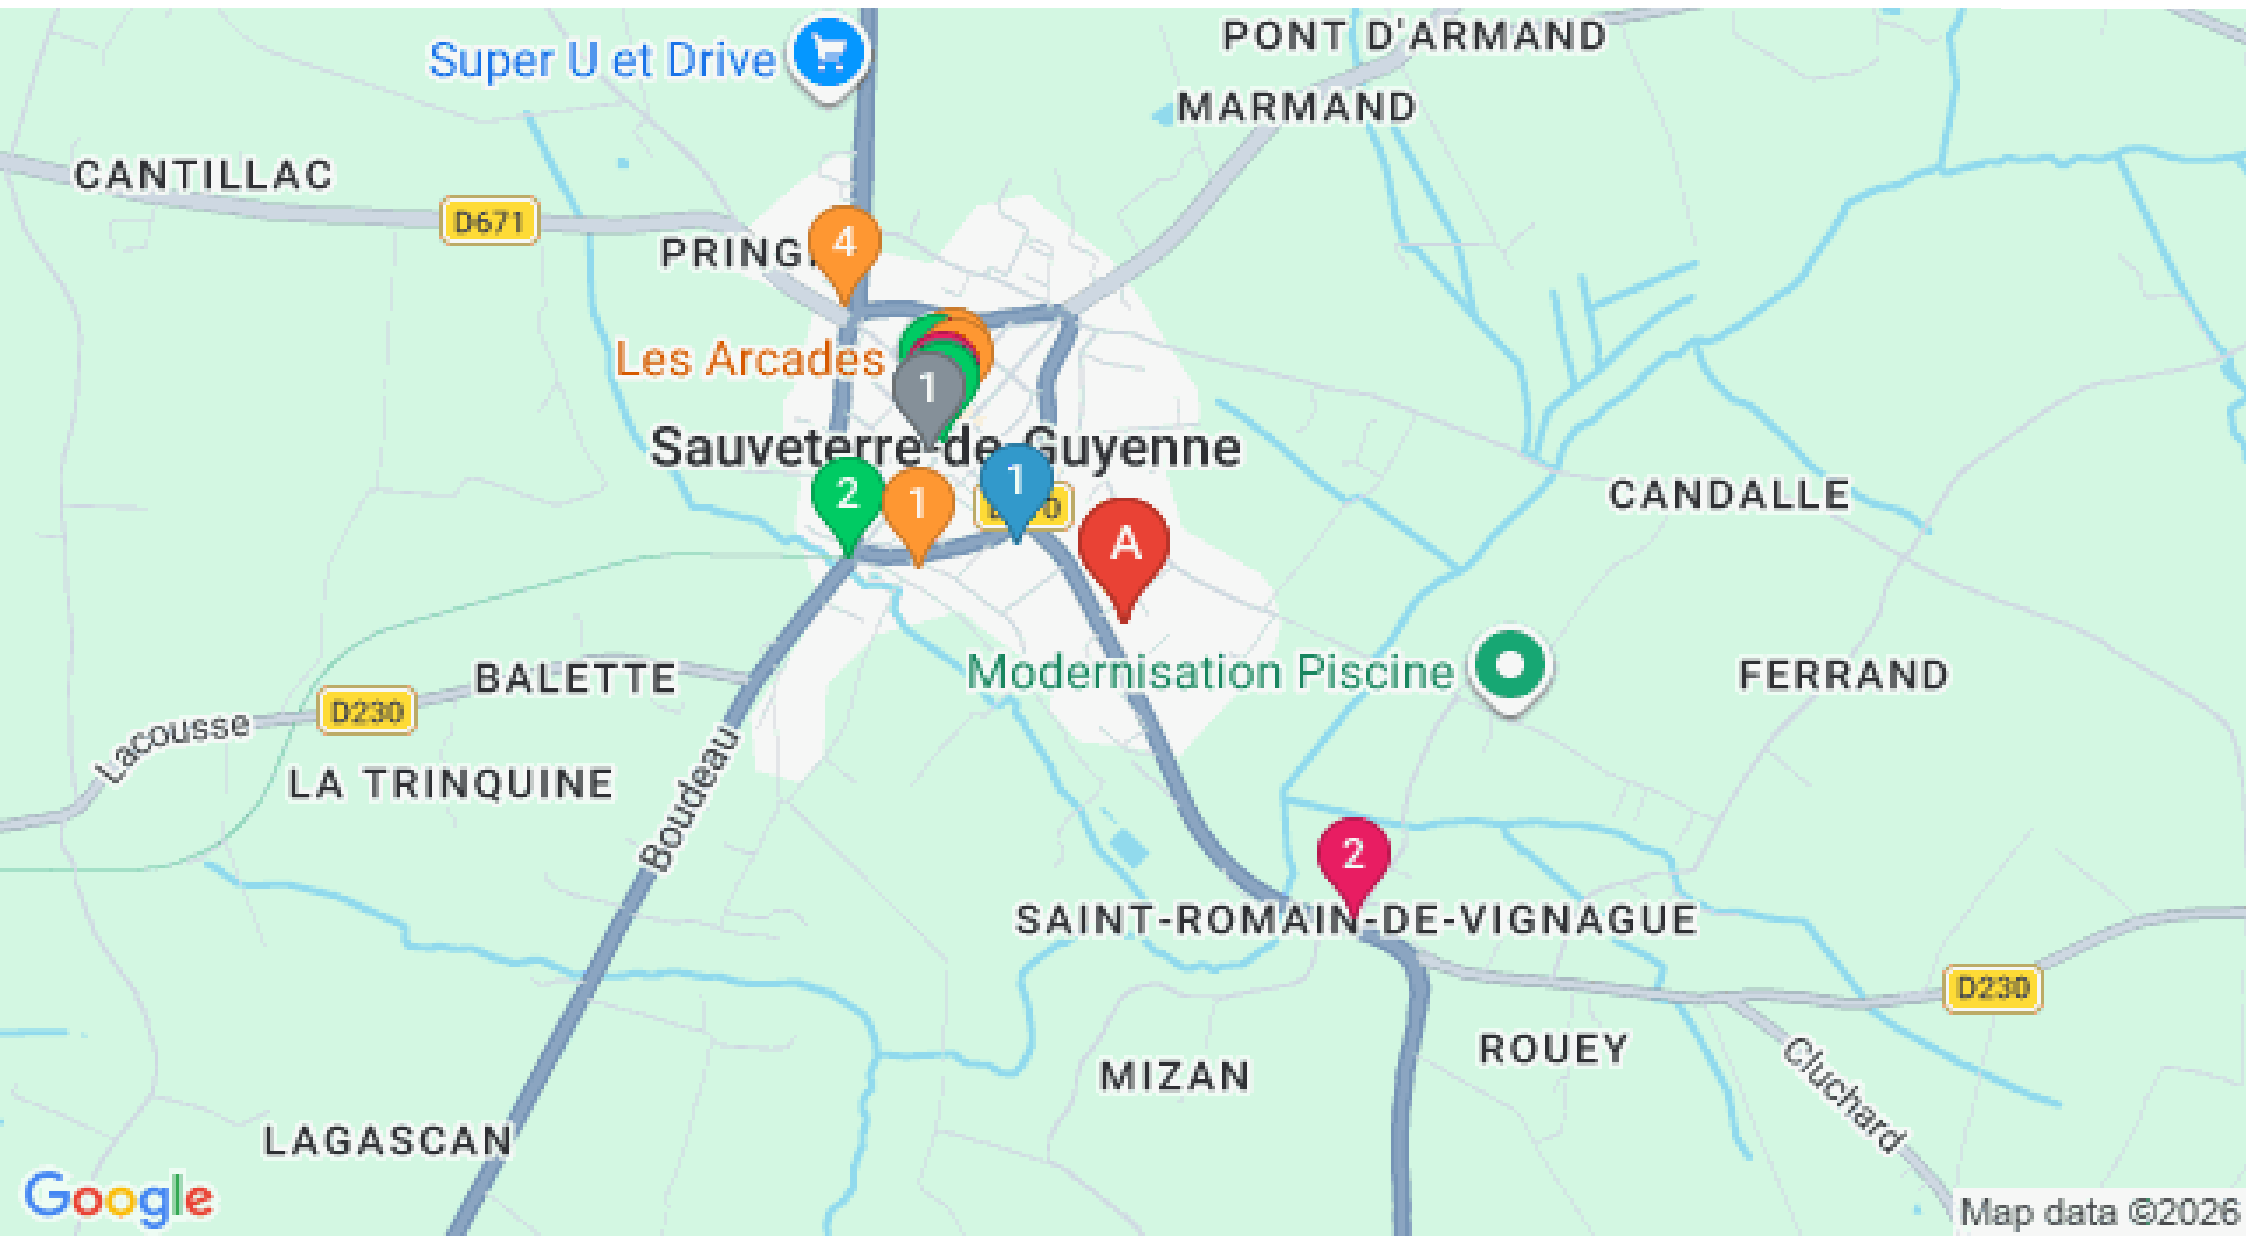 PONT D'ARMAND
Super U et Drive
MARMAND
CANTILLAC
D671
4
Les Arcades
1
Sauveterre-de-Guyenne
2
1
1
CANDALLE
A
Modernisation Piscine
FERRAND
BALETTE
D230
Lacousse
LA TRINQUINE
Boudeau
2
SAINT-ROMAIN-DE-VIGNAGUE
D230
ROUEY
MIZAN
Cluchard
LAGASCAN
Google
Map data ©2026